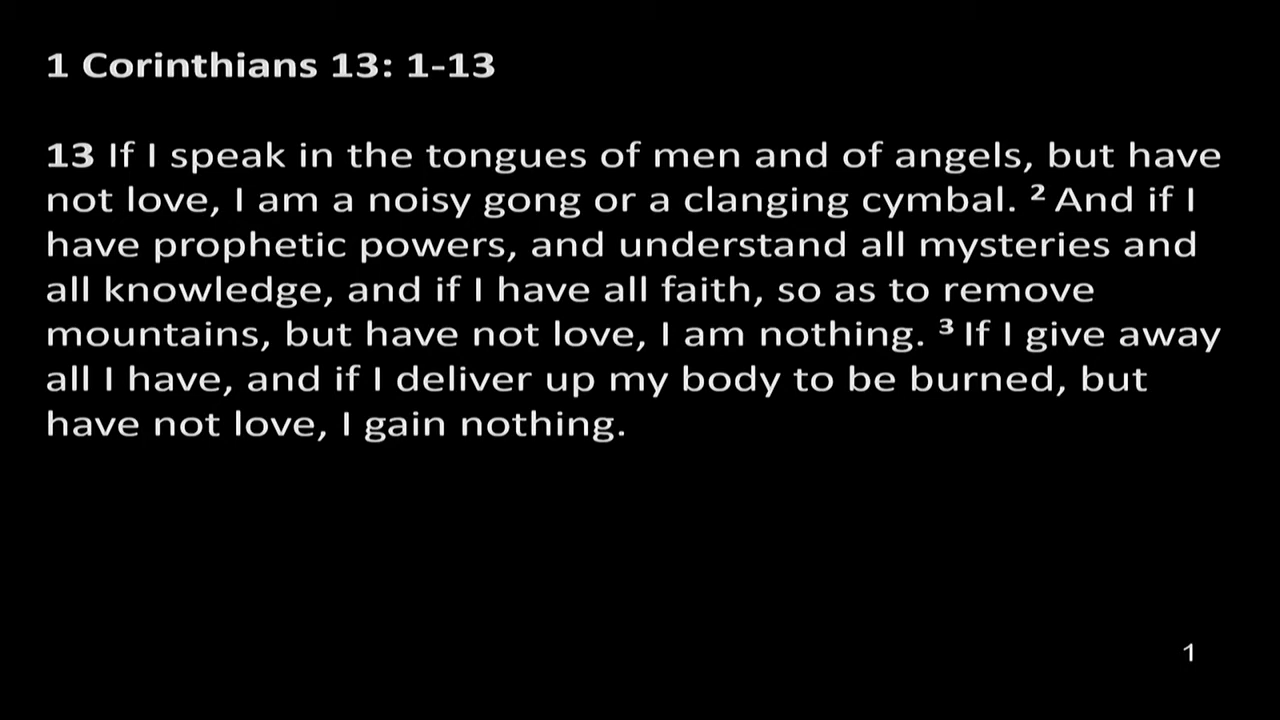 1 Corinthians 13: 1-13
13 If I speak in the tongues of men and of angels, but have
not love, I am a noisy gong or a clanging cymbal. ² And if I
have prophetic powers, and understand all mysteries and
all knowledge, and if I have all faith, so as to remove
mountains, but have not love, I am nothing. ³ If I give away
all I have, and if I deliver up my body to be burned, but
have not love, I gain nothing.
1